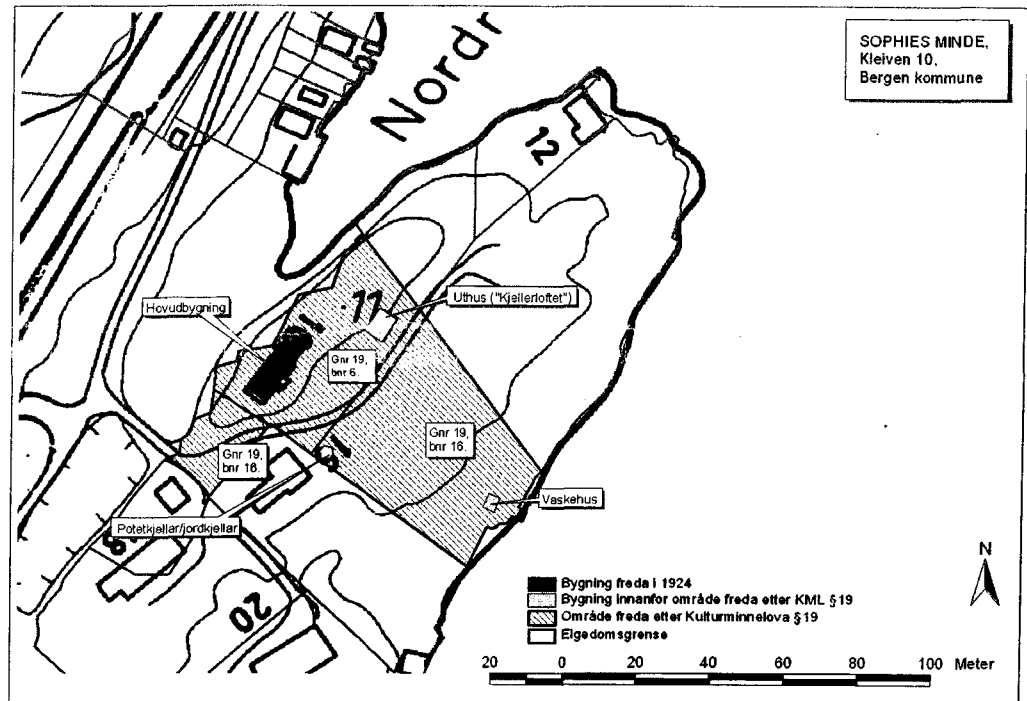 SOPHIES MINDE,
Kleiven 10,
Bergen kommune
Nordr
12
Hovudbygning
11
Uthus ("Kjellerloftet")
Gnr 19,
bnr 6.
Gnr 19,
bnr 16.
Gnr 19,
bnr 16.
Vaskehus
Potetkjellar/jordkjellar
20
N
Bygning freda i 1924
Bygning innanfor område freda etter KML §19
Område freda etter Kulturminnelova §19
Eigedomsgrense
20 0 20 40 60 80 100 Meter